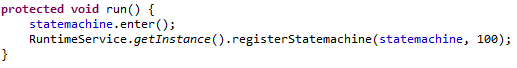 protected void run() {
    statemachine.enter();
    RuntimeService.getInstance().registerStatemachine(statemachine, 100);
}